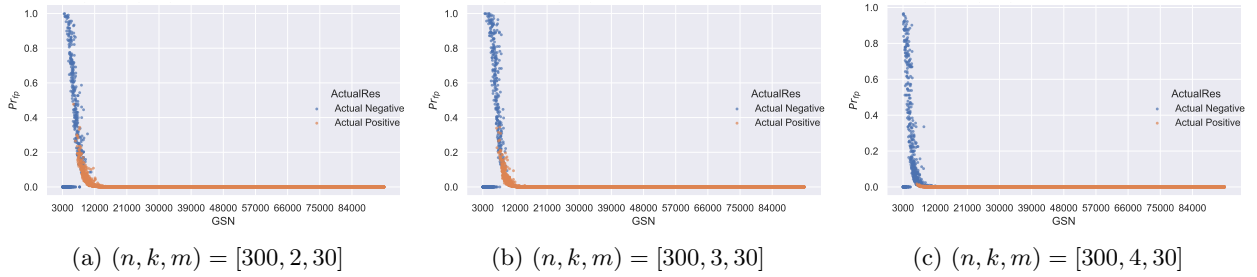 1.0
0.8
0.6
0.4
0.2
0.0
Pr_fp
3000 12000 21000 30000 39000 48000 57000 66000 75000 84000
GSN
ActualRes
Actual Negative
Actual Positive
(a) (n, k, m) = [300, 2, 30]
1.0
0.8
0.6
0.4
0.2
0.0
Pr_fp
3000 12000 21000 30000 39000 48000 57000 66000 75000 84000
GSN
ActualRes
Actual Negative
Actual Positive
(b) (n, k, m) = [300, 3, 30]
1.0
0.8
0.6
0.4
0.2
0.0
Pr_fp
3000 12000 21000 30000 39000 48000 57000 66000 75000 84000
GSN
ActualRes
Actual Negative
Actual Positive
(c) (n, k, m) = [300, 4, 30]